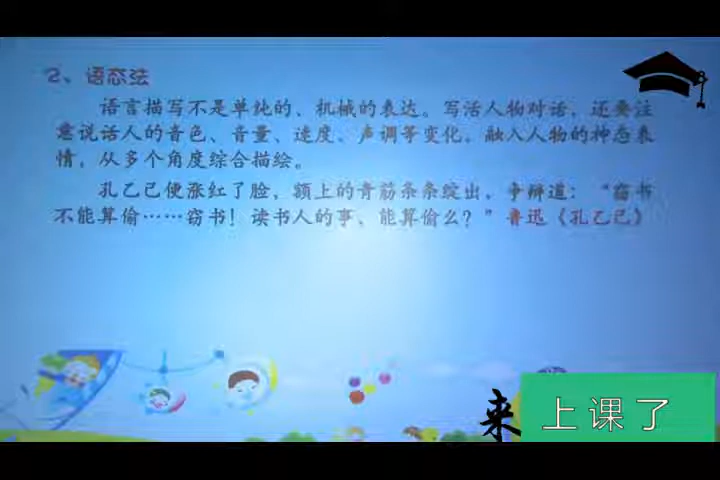 2、语态法
语言描写不是单纯的、机械的表达。写活人物对话，还要注
意说话人的音色、音量、速度、声调等变化，融入人物的神态表
情，从多个角度综合描绘。
孔乙己便涨红了脸，额上的青筋条条绽出，争辩道：“窃书
不能算偷……窃书！读书人的事，能算偷么？”鲁迅《孔乙己》
来
上课了